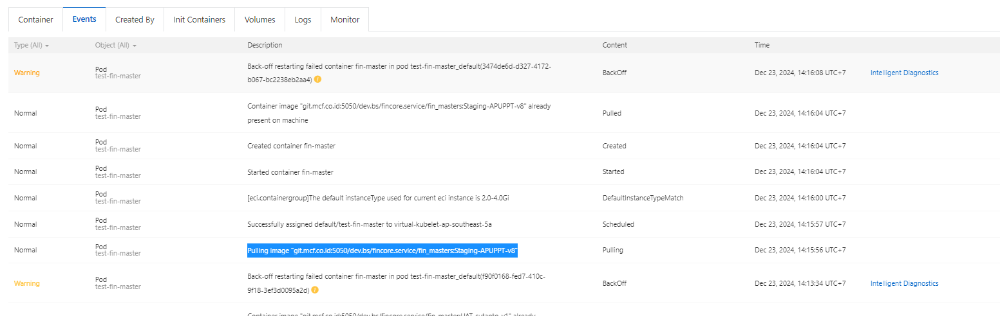 Container Events Created By Init Containers Volumes Logs Monitor
Type (All) Object (All) Description Content Time
Warning Pod Back-off restarting failed container fin-master in pod test-fin-master_default(3474de6d-d327-4172- BackOff Dec 23, 2024, 14:16:08 UTC+7 Intelligent Diagnostics
test-fin-master b067-bc2238eb2aa4)
Normal Pod Container image "git.mcf.co.id:5050/dev.bs/fincore.service/fin_masters:Staging-APUPPT-v8" already Pulled Dec 23, 2024, 14:16:04 UTC+7
test-fin-master present on machine
Normal Pod Created container fin-master Created Dec 23, 2024, 14:16:04 UTC+7
test-fin-master
Normal Pod Started container fin-master Started Dec 23, 2024, 14:16:04 UTC+7
test-fin-master
Normal Pod [eci.containergroup]The default instanceType used for current eci instance is 2.0-4.0Gi DefaultInstanceTypeMatch Dec 23, 2024, 14:16:00 UTC+7
test-fin-master
Normal Pod Successfully assigned default/test-fin-master to virtual-kubelet-ap-southeast-5a Scheduled Dec 23, 2024, 14:15:57 UTC+7
test-fin-master
Normal Pod Pulling image "git.mcf.co.id:5050/dev.bs/fincore.service/fin_masters:Staging-APUPPT-v8" Pulling Dec 23, 2024, 14:15:56 UTC+7
test-fin-master
Warning Pod Back-off restarting failed container fin-master in pod test-fin-master_default(f90f0168-fed7-410c- BackOff Dec 23, 2024, 14:13:34 UTC+7 Intelligent Diagnostics
test-fin-master 9f18-3ef3d0095a2d)
Container image "git.mcf.co.id:5050/dev.bs/fincore.service/fin_master:UAT-sutanto-v1" already